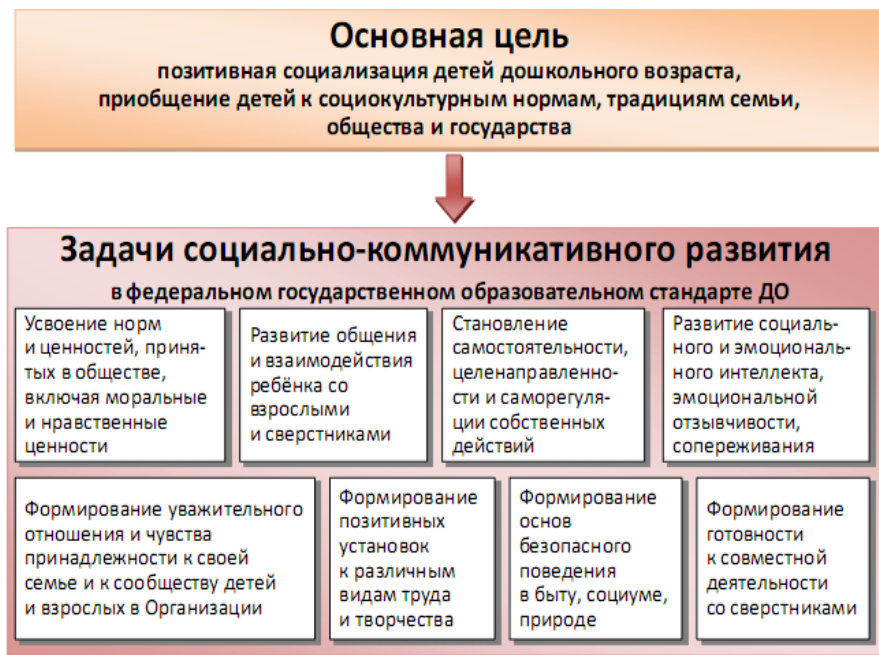 Основная цель
позитивная социализация детей дошкольного возраста,
приобщение детей к социокультурным нормам, традициям семьи,
общества и государства
Задачи социально-коммуникативного развития
в федеральном государственном образовательном стандарте ДО
Усвоение норм
и ценностей, приня-
тых в обществе,
включая моральные
и нравственные
ценности
Развитие общения
и взаимодействия
ребёнка со
взрослыми
и сверстниками
Становление
самостоятельности,
целенаправленно-
сти и саморегуля-
ции собственных
действий
Развитие социаль-
ного и эмоциональ-
ного интеллекта,
эмоциональной
отзывчивости,
сопереживания
Формирование уважительного
отношения и чувства
принадлежности к своей
семье и к сообществу детей
и взрослых в Организации
Формирование
позитивных
установок
к различным
видам труда
и творчества
Формирование
основ
безопасного
поведения
в быту, социуме,
природе
Формирование
готовности
к совместной
деятельности
со сверстниками